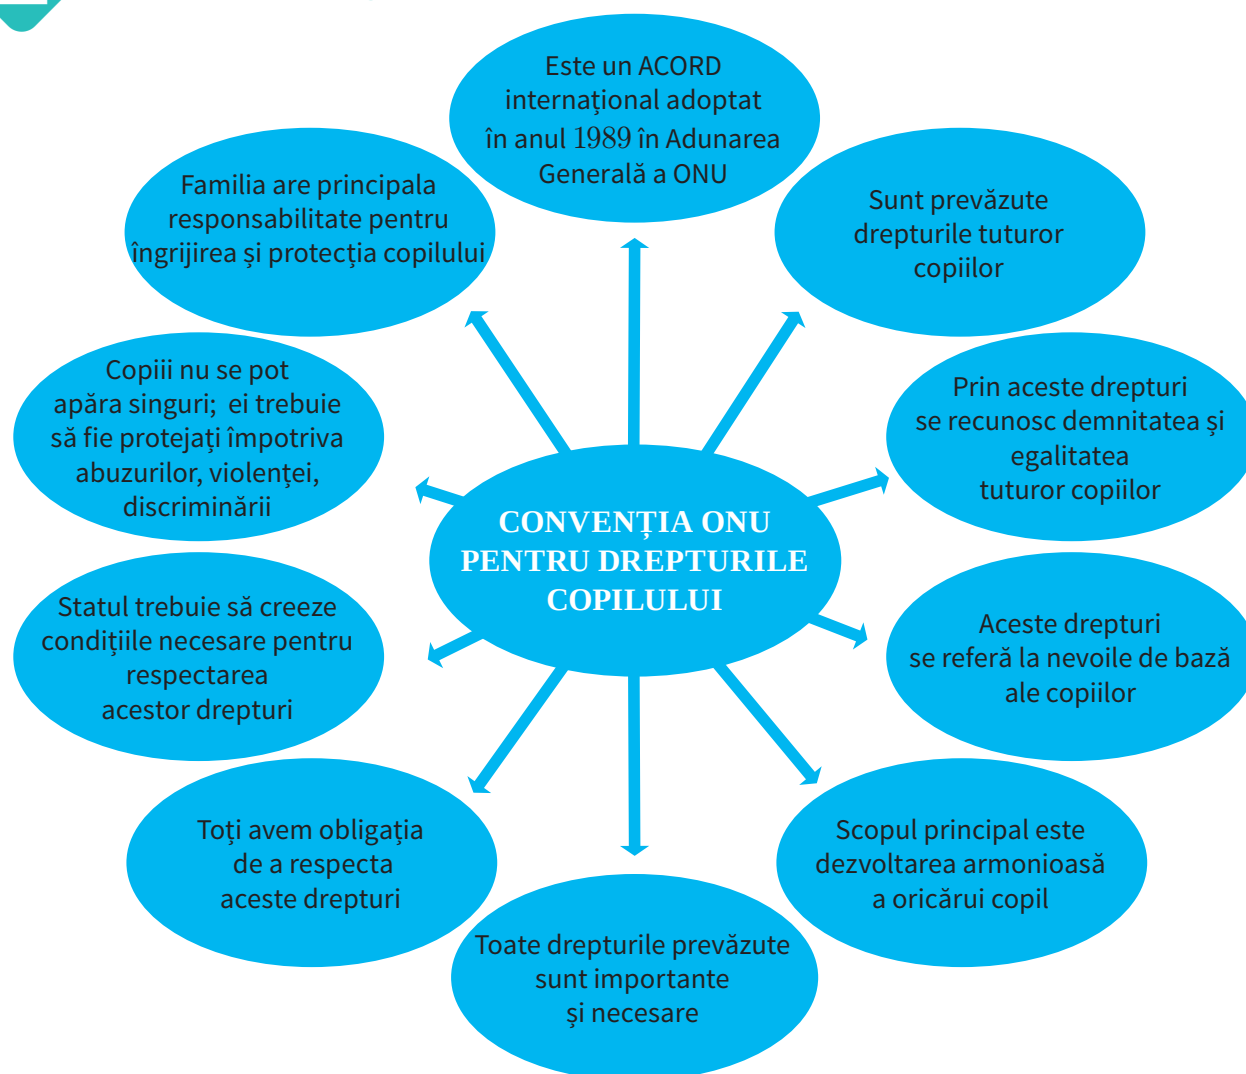 Este un ACORD
internațional adoptat
în anul 1989 în Adunarea
Generală a ONU
Sunt prevăzute
drepturile tuturor
copiilor
Prin aceste drepturi
se recunosc demnitatea și
egalitatea
tuturor copiilor
Aceste drepturi
se referă la nevoile de bază
ale copiilor
Scopul principal este
dezvoltarea armonioasă
a oricărui copil
Toate drepturile prevăzute
sunt importante
și necesare
Toți avem obligația
de a respecta
aceste drepturi
Statul trebuie să creeze
condițiile necesare pentru
respectarea
acestor drepturi
Copiii nu se pot
apăra singuri; ei trebuie
să fie protejați împotriva
abuzurilor, violenței,
discriminării
Familia are principala
responsabilitate pentru
îngrijirea și protecția copilului
CONVENȚIA ONU
PENTRU DREPTURILE
COPILULUI